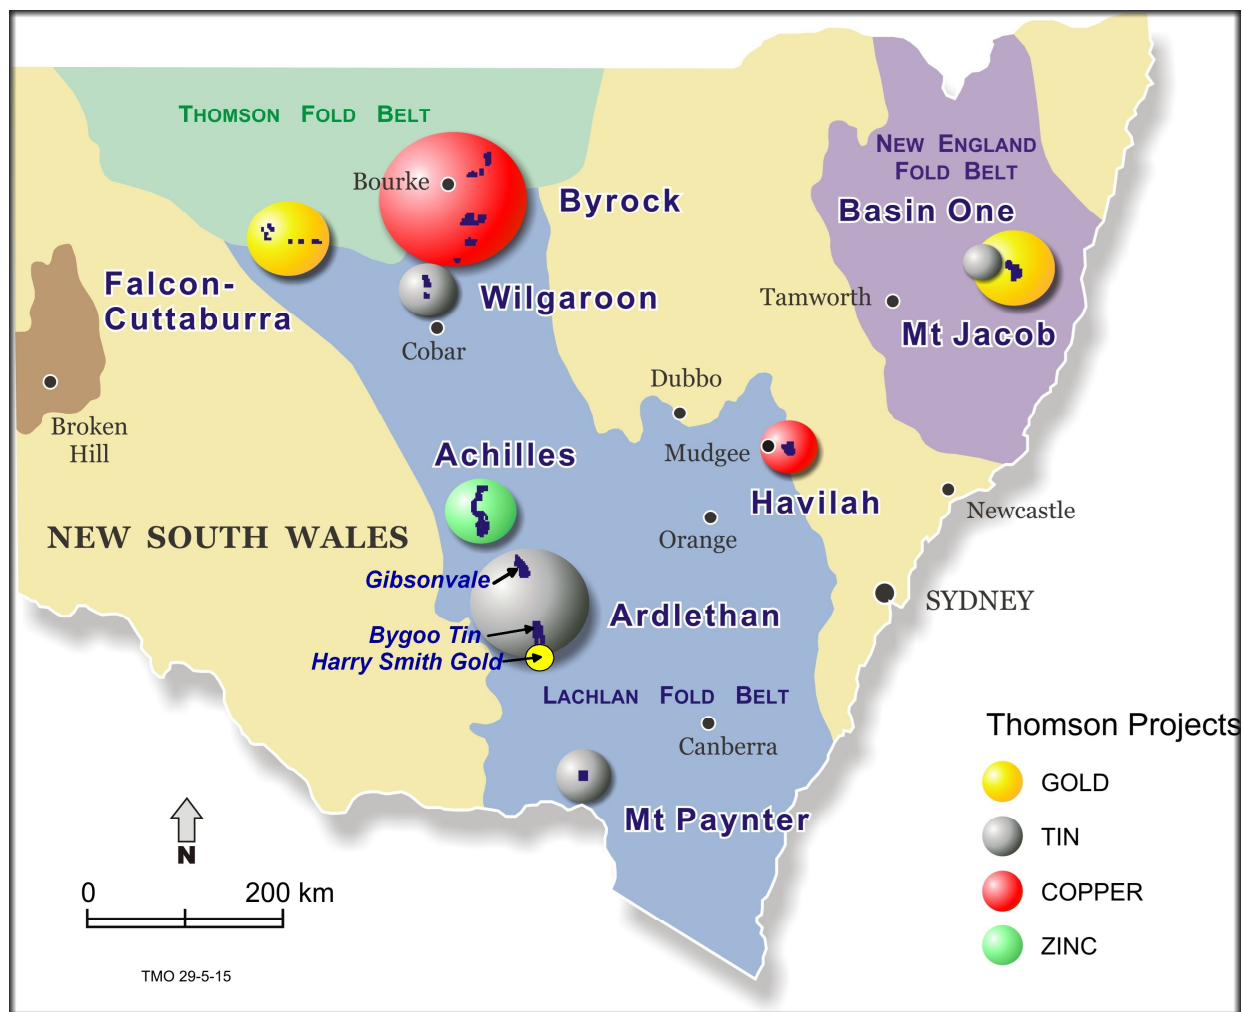 THOMSON FOLD BELT
NEW ENGLAND
FOLD BELT
Bourke
Byrock
Basin One
Falcon-
Cuttaburra
Wilgaroon
Tamworth
Mt Jacob
Cobar
Dubbo
Broken
Hill
Achilles
Mudgee
Havilah
Newcastle
NEW SOUTH WALES
Orange
Gibsonvale
SYDNEY
Ardlethan
Bygoo Tin
Harry Smith Gold
LACHLAN FOLD BELT
Canberra
Mt Paynter
Thomson Projects
GOLD
TIN
COPPER
ZINC
N
0 200 km
TMO 29-5-15